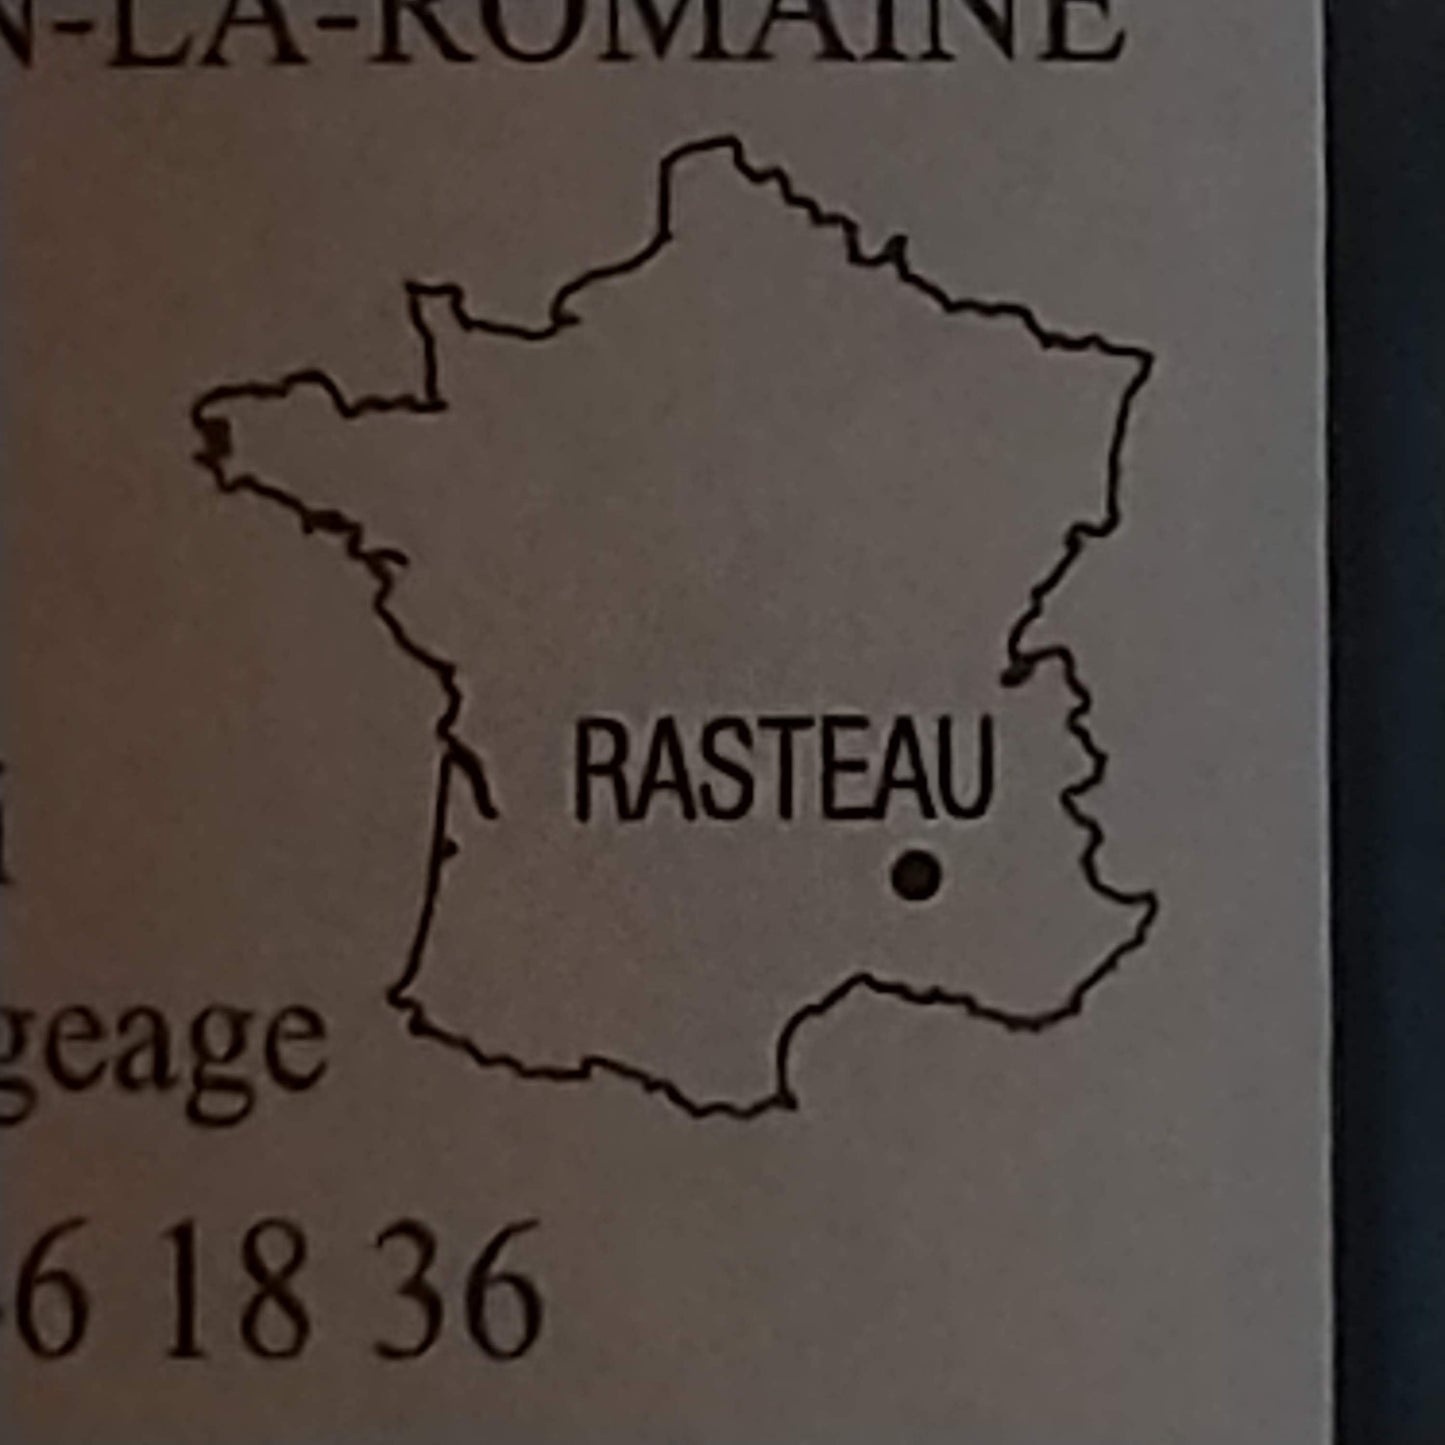 N-LA-ROMAINE
RASTEAU
geage
6 18 36